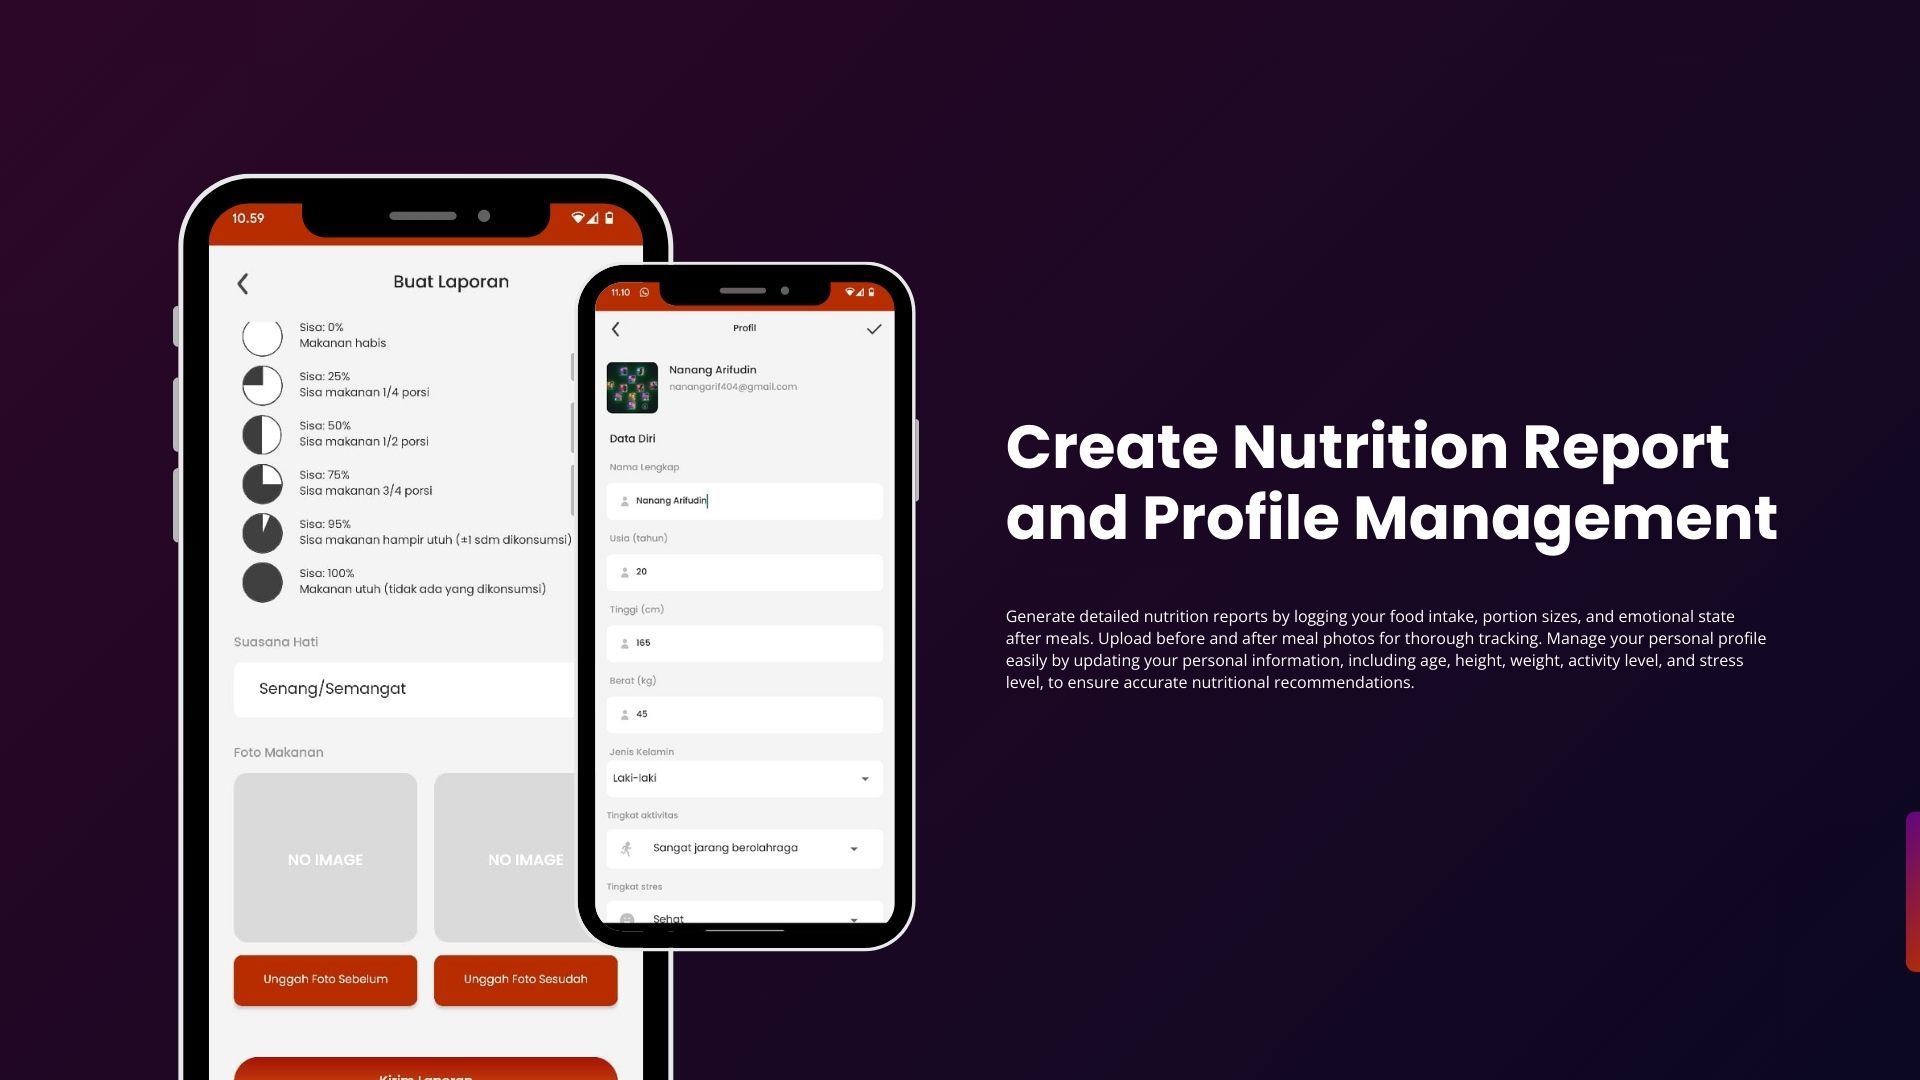 10.59
Buat Laporan
Sisa: 0%
Makanan habis
Sisa: 25%
Sisa makanan 1/4 porsi
Sisa: 50%
Sisa makanan 1/2 porsi
Sisa: 75%
Sisa makanan 3/4 porsi
Sisa: 95%
Sisa makanan hampir utuh (±1 sdm dikonsumsi)
Sisa: 100%
Makanan utuh (tidak ada yang dikonsumsi)
Suasana Hati
Senang/Semangat
Foto Makanan
NO IMAGE
NO IMAGE
Unggah Foto Sebelum
Unggah Foto Sesudah
Kirim Laporan
11.10
Profil
Nanang Arifudin
nanangarif404@gmail.com
Data Diri
Nama Lengkap
Nanang Arifudin
Usia (tahun)
20
Tinggi (cm)
165
Berat (kg)
45
Jenis Kelamin
Laki-laki
Tingkat aktivitas
Sangat jarang berolahraga
Tingkat stres
Sehat
Create Nutrition Report
and Profile Management
Generate detailed nutrition reports by logging your food intake, portion sizes, and emotional state
after meals. Upload before and after meal photos for thorough tracking. Manage your personal profile
easily by updating your personal information, including age, height, weight, activity level, and stress
level, to ensure accurate nutritional recommendations.